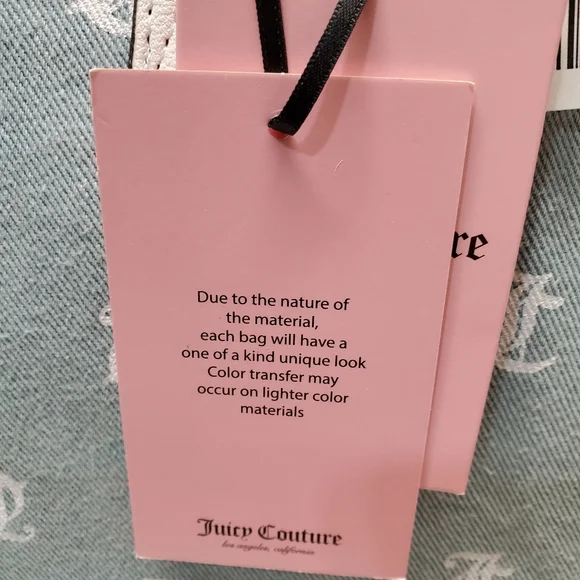 re
Due to the nature of
the material,
each bag will have a
one of a kind unique look
Color transfer may
occur on lighter color
materials
Juicy Couture
los angeles, california